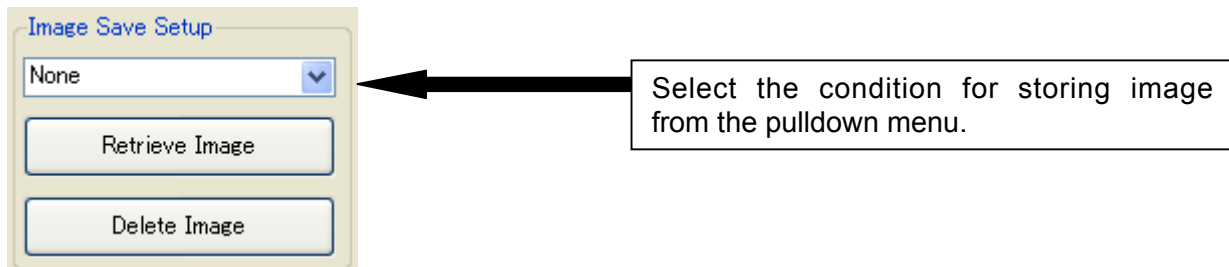 Image Save Setup
None
Retrieve Image
Delete Image
Select the condition for storing image
from the pulldown menu.